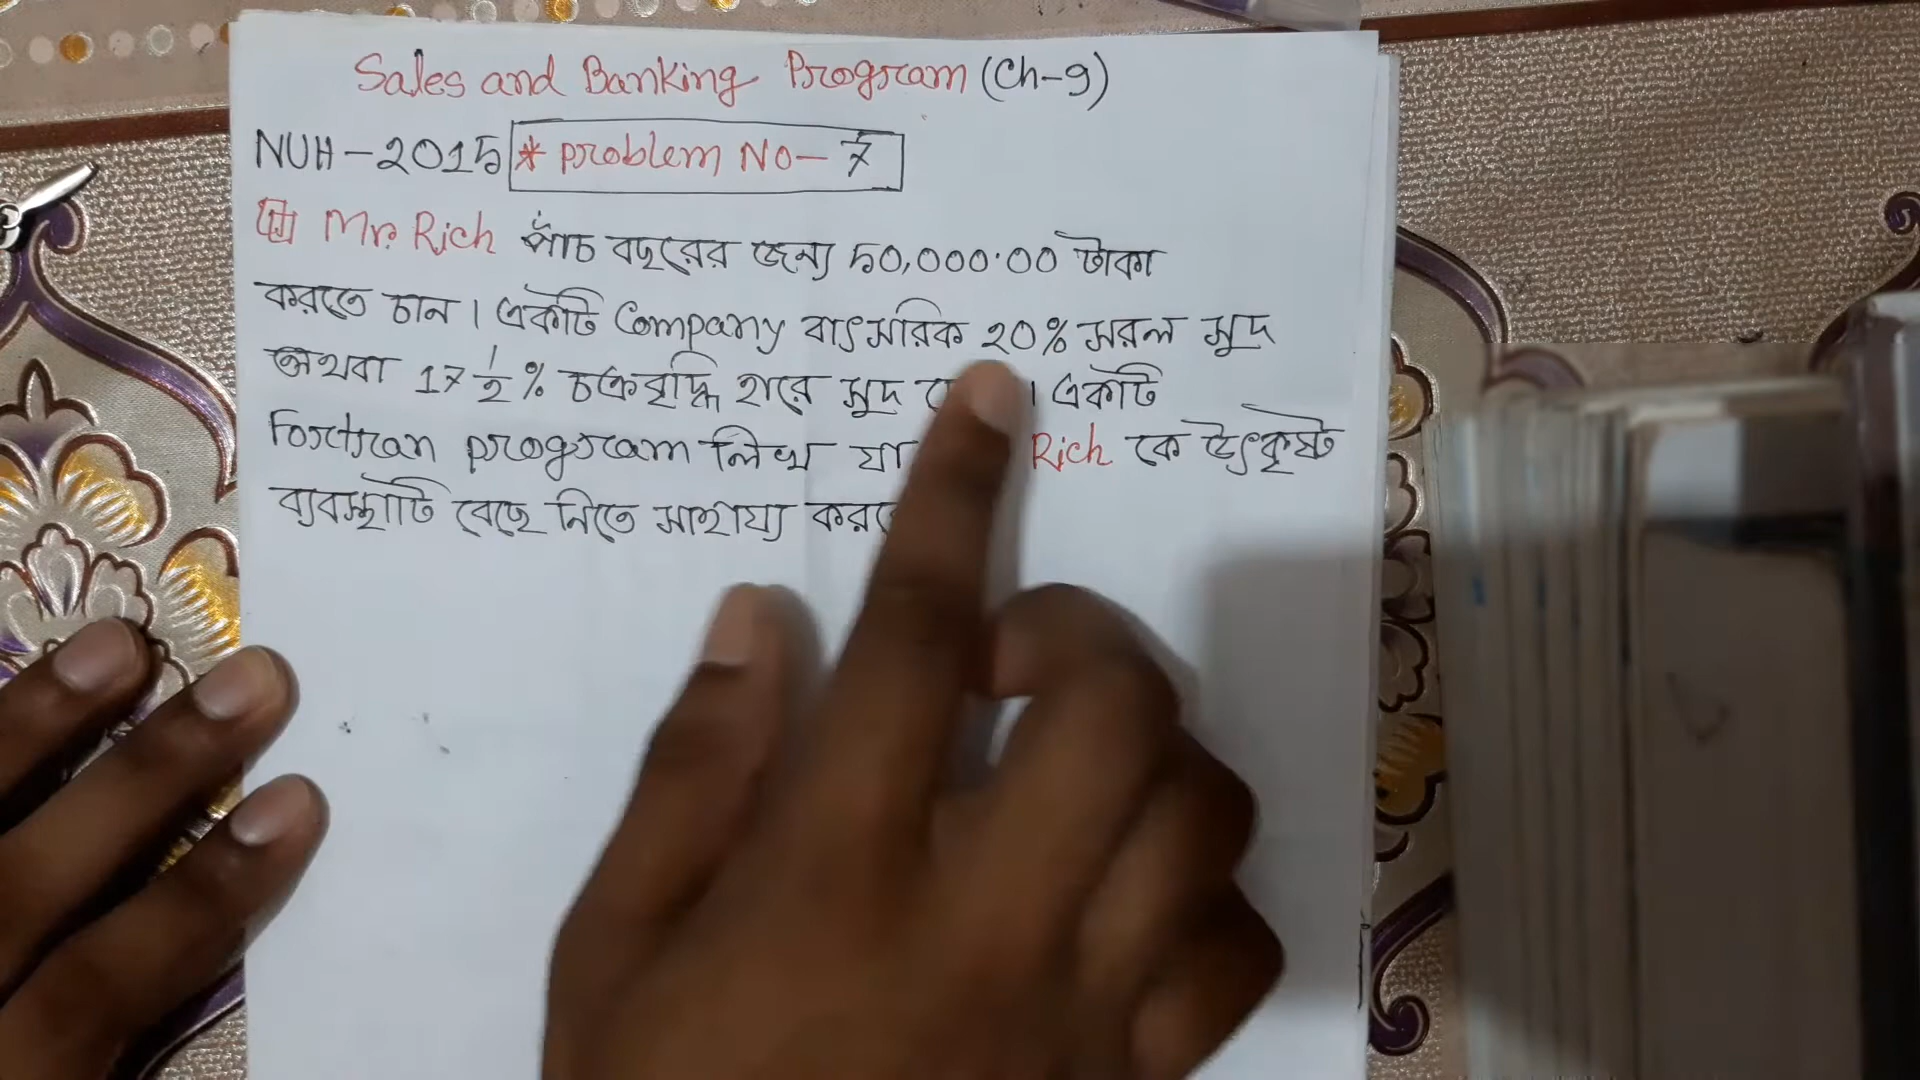 Sales and Banking Program (Ch-9)
NUH-2015 * problem NO- 7
Mr. Rich পাঁচ বছরের জন্য 50,000.00 টাকা
করতে চান। একটি Company বাৎসরিক 20% সরল সুদ
অথবা 17 1/2 % চক্রবৃদ্ধি হারে সুদ । একটি
Fortran program লিখ Rich কে উৎকৃষ্ট
ব্যবস্থাটি বেছে নিতে সাহায্য